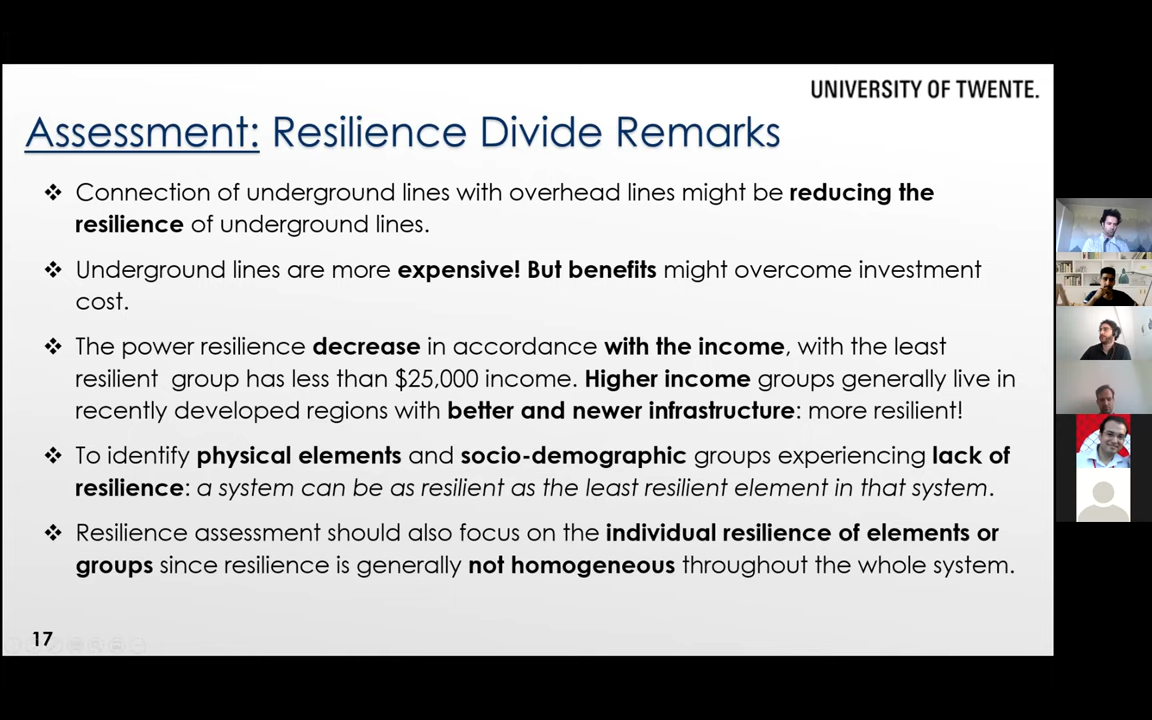 UNIVERSITY OF TWENTE.
Assessment: Resilience Divide Remarks
❖ Connection of underground lines with overhead lines might be reducing the
resilience of underground lines.
❖ Underground lines are more expensive! But benefits might overcome investment
cost.
❖ The power resilience decrease in accordance with the income, with the least
resilient group has less than $25,000 income. Higher income groups generally live in
recently developed regions with better and newer infrastructure: more resilient!
❖ To identify physical elements and socio-demographic groups experiencing lack of
resilience: a system can be as resilient as the least resilient element in that system.
❖ Resilience assessment should also focus on the individual resilience of elements or
groups since resilience is generally not homogeneous throughout the whole system.
17